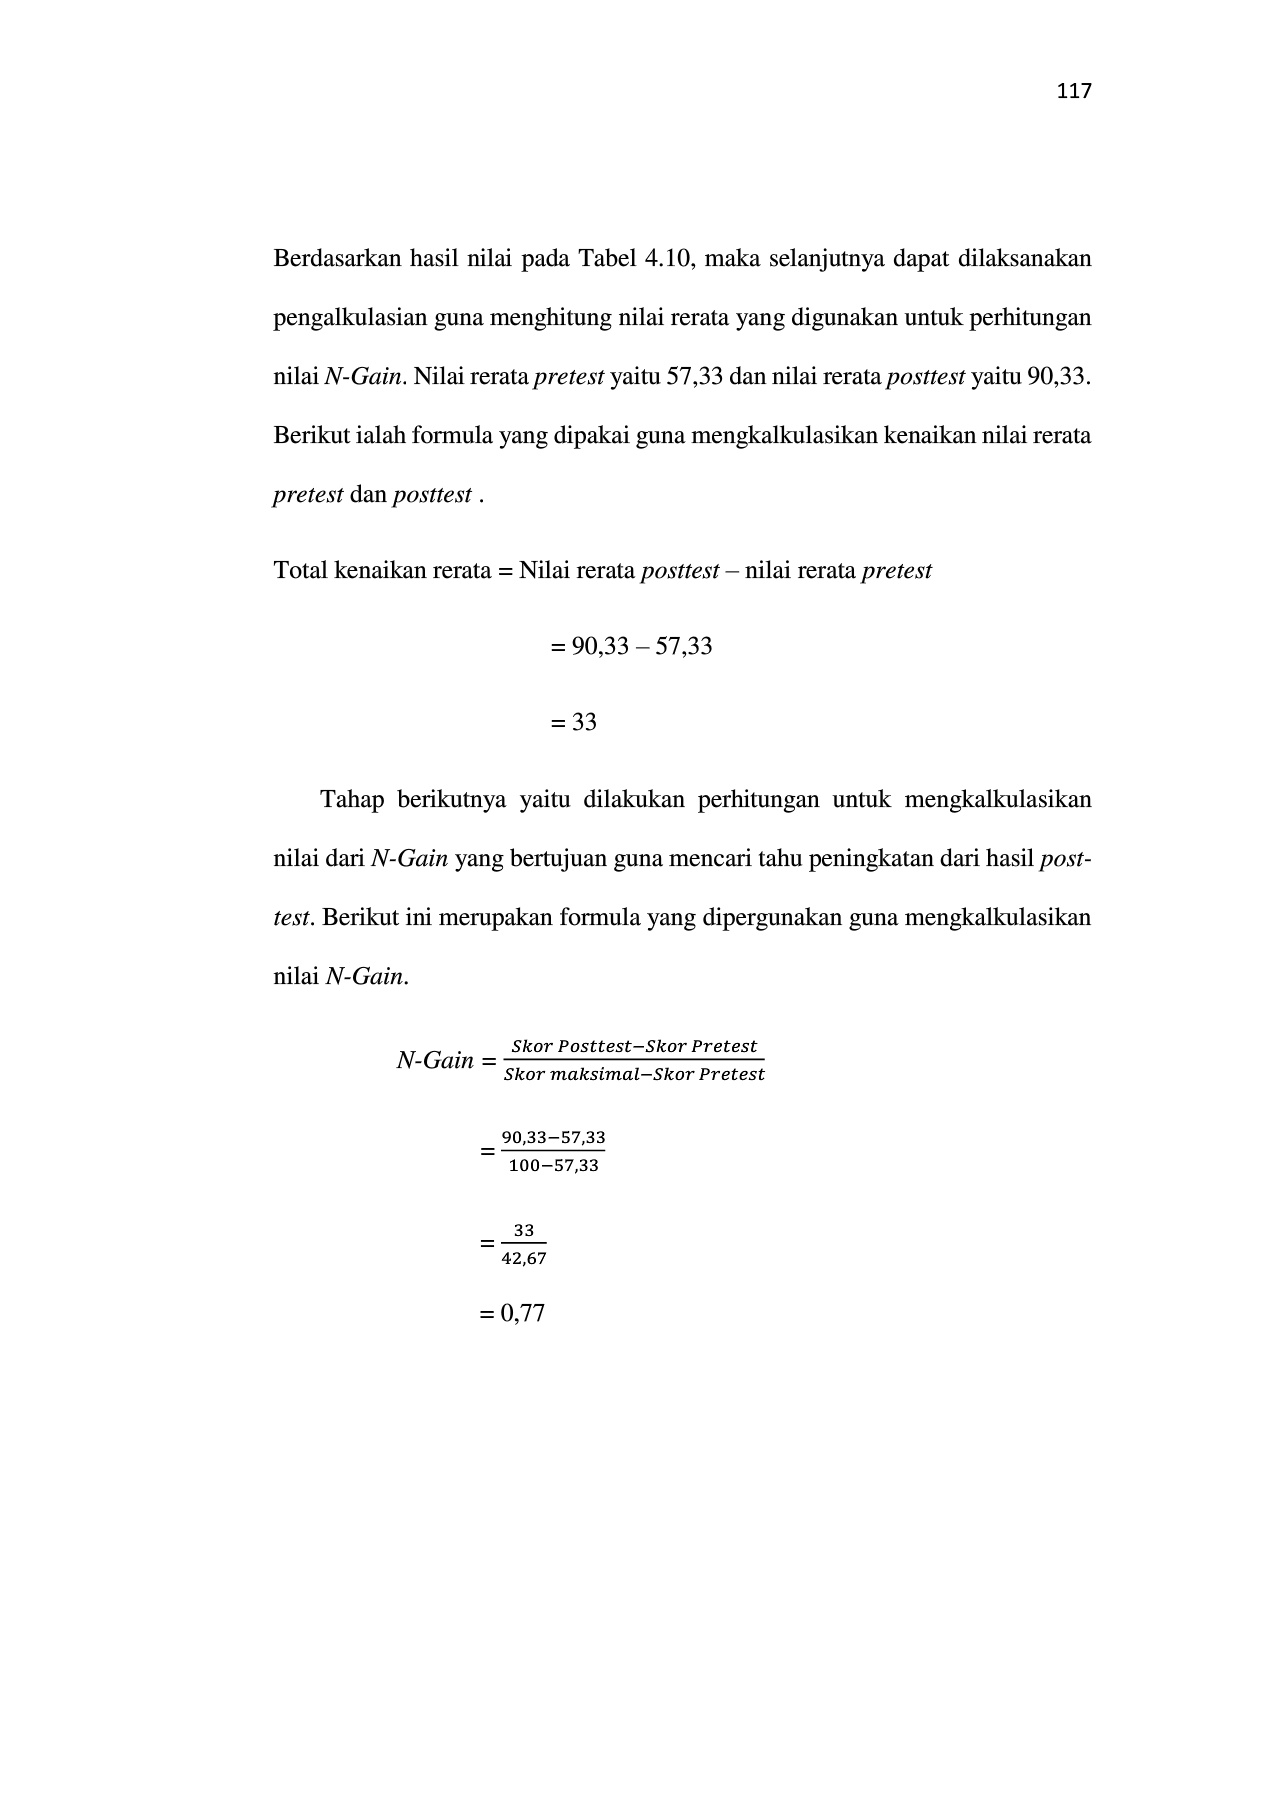 117
Berdasarkan hasil nilai pada Tabel 4.10, maka selanjutnya dapat dilaksanakan
pengalkulasian guna menghitung nilai rerata yang digunakan untuk perhitungan
nilai N-Gain. Nilai rerata pretest yaitu 57,33 dan nilai rerata posttest yaitu 90,33.
Berikut ialah formula yang dipakai guna mengkalkulasikan kenaikan nilai rerata
pretest dan posttest .
Total kenaikan rerata = Nilai rerata posttest – nilai rerata pretest
= 90,33 – 57,33
= 33
Tahap berikutnya yaitu dilakukan perhitungan untuk mengkalkulasikan
nilai dari N-Gain yang bertujuan guna mencari tahu peningkatan dari hasil post-
test. Berikut ini merupakan formula yang dipergunakan guna mengkalkulasikan
nilai N-Gain.
N-Gain = Skor Posttest−Skor Pretest
Skor maksimal−Skor Pretest
= 90,33−57,33
100−57,33
= 33
42,67
= 0,77